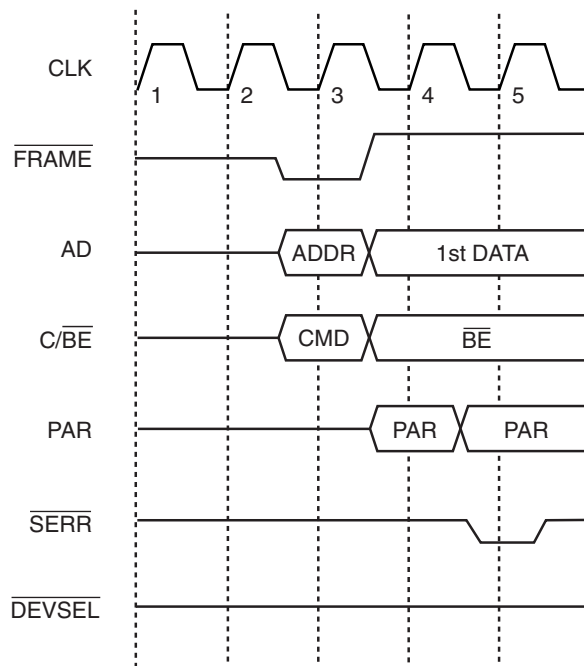 CLK
1 2 3 4 5
FRAME
AD ADDR 1st DATA
C/BE CMD BE
PAR PAR PAR
SERR
DEVSEL